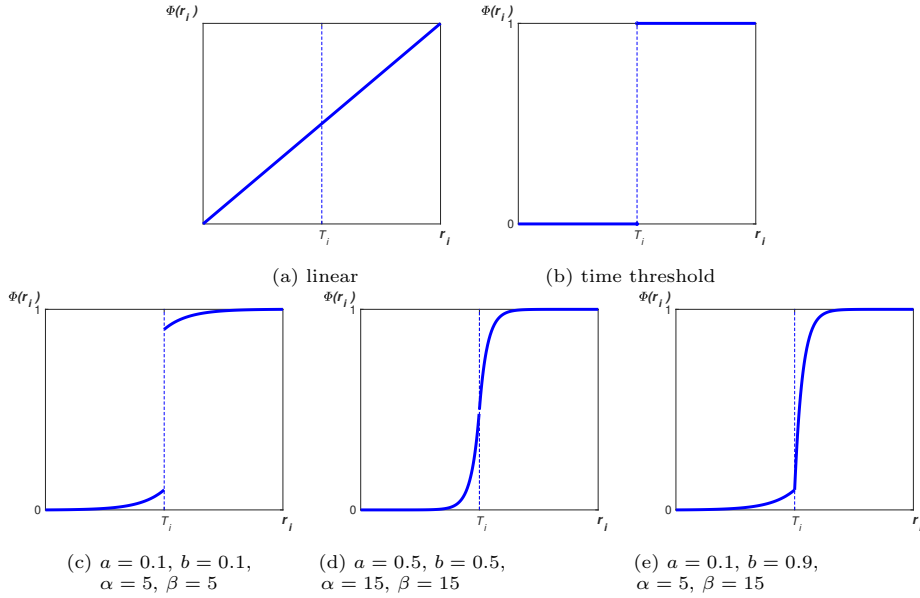 Φ(r_i)
T_i
r_i
(a) linear
Φ(r_i)
1
0
T_i
r_i
(b) time threshold
Φ(r_i)
1
0
T_i
r_i
(c) a = 0.1, b = 0.1,
α = 5, β = 5
Φ(r_i)
1
0
T_i
r_i
(d) a = 0.5, b = 0.5,
α = 15, β = 15
Φ(r_i)
1
0
T_i
r_i
(e) a = 0.1, b = 0.9,
α = 5, β = 15